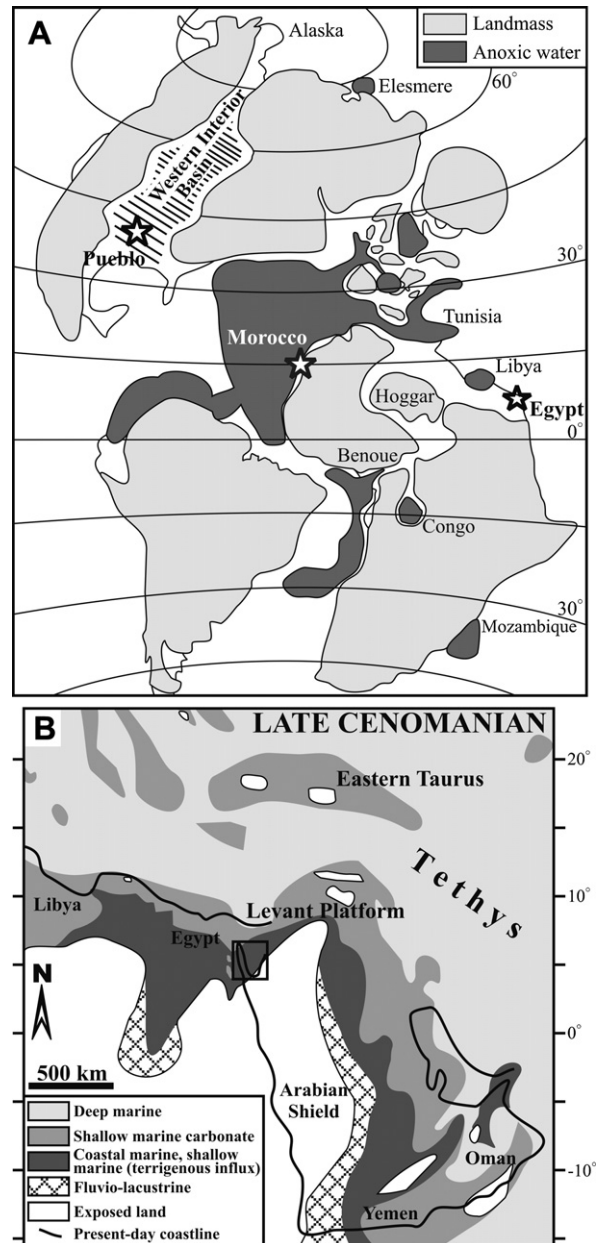 A
Landmass
Anoxic water
Alaska
60°
Elesmere
Western Interior
Basin
Pueblo
30°
Tunisia
Morocco
Libya
Hoggar
Egypt
0°
Benoue
Congo
30°
Mozambique
B
LATE CENOMANIAN
20°
Eastern Taurus
Tethys
10°
Libya
Levant Platform
Egypt
N
0°
500 km
Arabian
Shield
Deep marine
Shallow marine carbonate
Coastal marine, shallow
marine (terrigenous influx)
Fluvio-lacustrine
Exposed land
Present-day coastline
Oman
-10°
Yemen